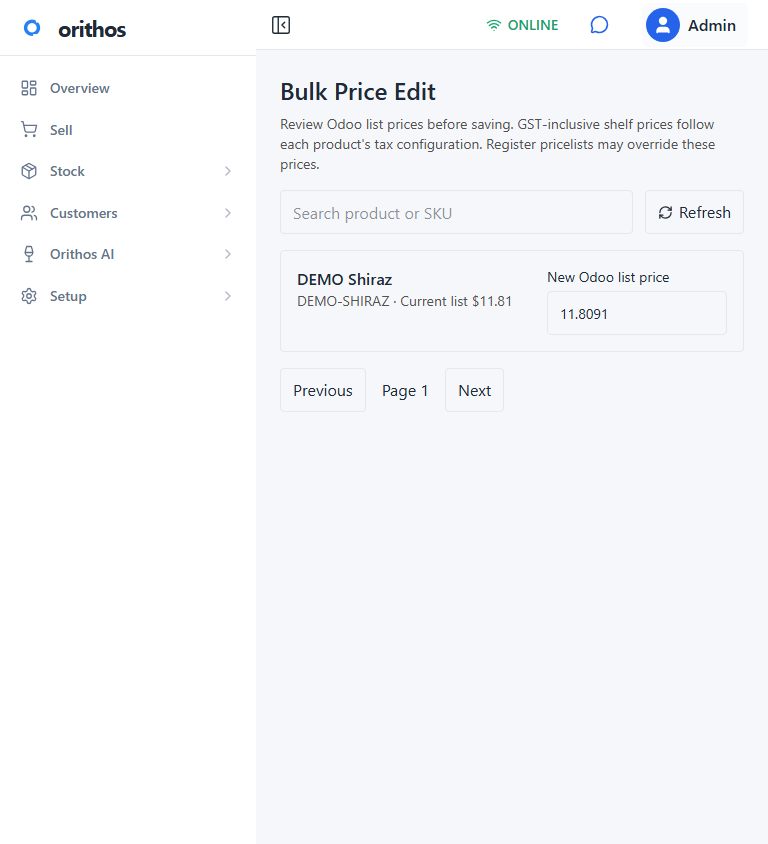 orithos
ONLINE
Admin
Overview
Sell
Stock
Customers
Orithos AI
Setup
Bulk Price Edit
Review Odoo list prices before saving. GST-inclusive shelf prices follow
each product's tax configuration. Register pricelists may override these
prices.
Search product or SKU
Refresh
DEMO Shiraz
DEMO-SHIRAZ · Current list $11.81
New Odoo list price
11.8091
Previous
Page 1
Next